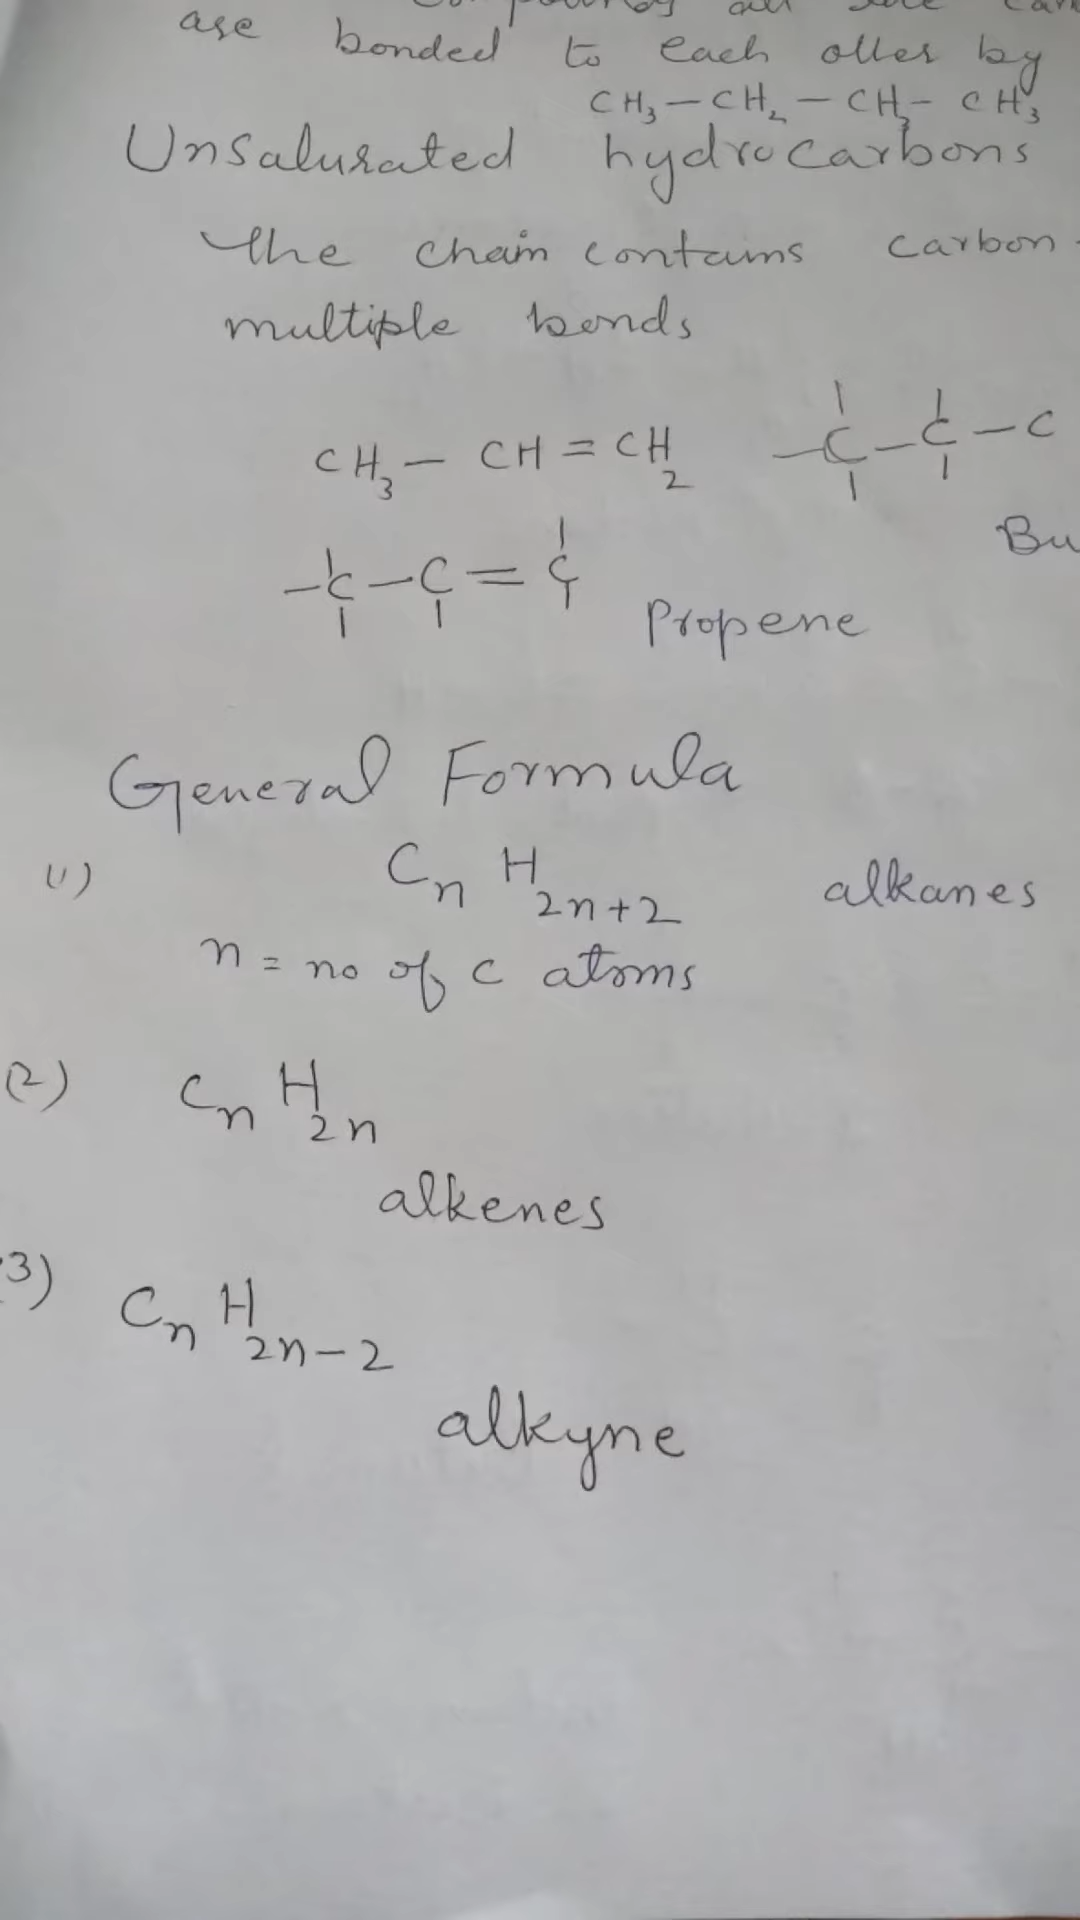 are bonded to each other by
CH₃ — CH₂ — CH₂ - CH₃
Unsaturated hydrocarbons
the chain contains carbon -
multiple bonds
CH₃ — CH = CH₂ — C — C — C
Bu
— C — C = C
Propene
General Formula
(1) CnH2n+2 alkanes
n = no of c atoms
(2) CnH2n
alkenes
3) CnH2n-2
alkyne